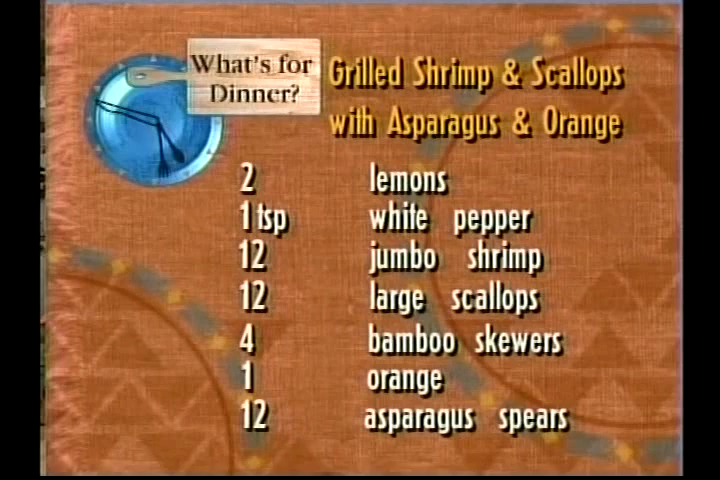 What's for
Dinner?
Grilled Shrimp & Scallops
with Asparagus & Orange
2 lemons
1 tsp white pepper
12 jumbo shrimp
12 large scallops
4 bamboo skewers
1 orange
12 asparagus spears